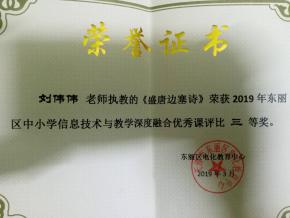 荣誉证书
刘伟伟 老师执教的《盛唐边塞诗》荣获2019年东丽
区中小学信息技术与教学深度融合优秀课评比 三 等奖。
东丽区电化教育中心
2019年3月